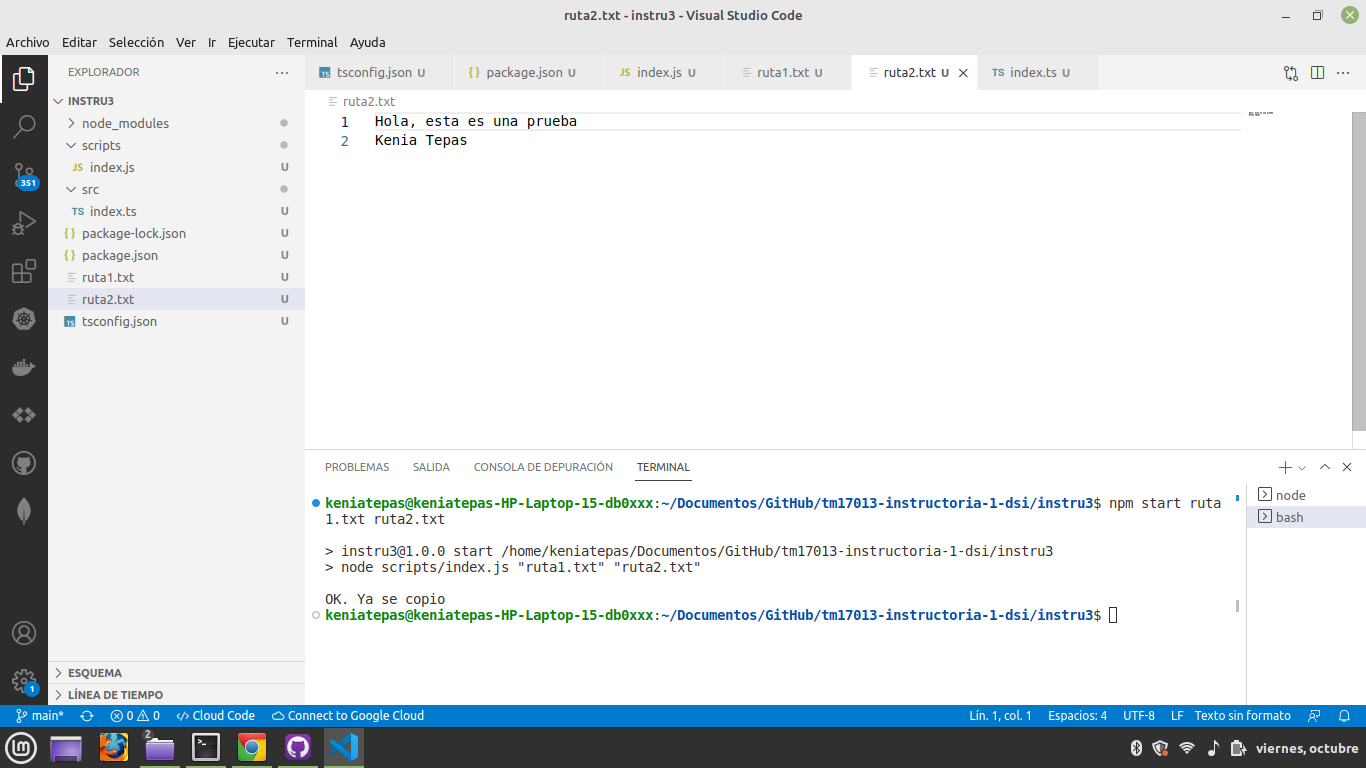 ruta2.txt - instru3 - Visual Studio Code
Archivo Editar Selección Ver Ir Ejecutar Terminal Ayuda
EXPLORADOR
INSTRU3
node_modules
scripts
JS index.js U
src
TS index.ts U
{} package-lock.json U
{} package.json U
ruta1.txt U
ruta2.txt U
TS tsconfig.json U
ESQUEMA
LÍNEA DE TIEMPO
351
1
TS tsconfig.json U {} package.json U JS index.js U ruta1.txt U ruta2.txt U TS index.ts U
ruta2.txt
1 Hola, esta es una prueba
2 Kenia Tepas
PROBLEMAS SALIDA CONSOLA DE DEPURACIÓN TERMINAL
keniatepas@keniatepas-HP-Laptop-15-db0xxx:~/Documentos/GitHub/tm17013-instructoria-1-dsi/instru3$ npm start ruta
1.txt ruta2.txt
> instru3@1.0.0 start /home/keniatepas/Documentos/GitHub/tm17013-instructoria-1-dsi/instru3
> node scripts/index.js "ruta1.txt" "ruta2.txt"
OK. Ya se copio
keniatepas@keniatepas-HP-Laptop-15-db0xxx:~/Documentos/GitHub/tm17013-instructoria-1-dsi/instru3$
node
bash
main* 0 0 Cloud Code Connect to Google Cloud Lín. 1, col. 1 Espacios: 4 UTF-8 LF Texto sin formato
2
viernes, octubre